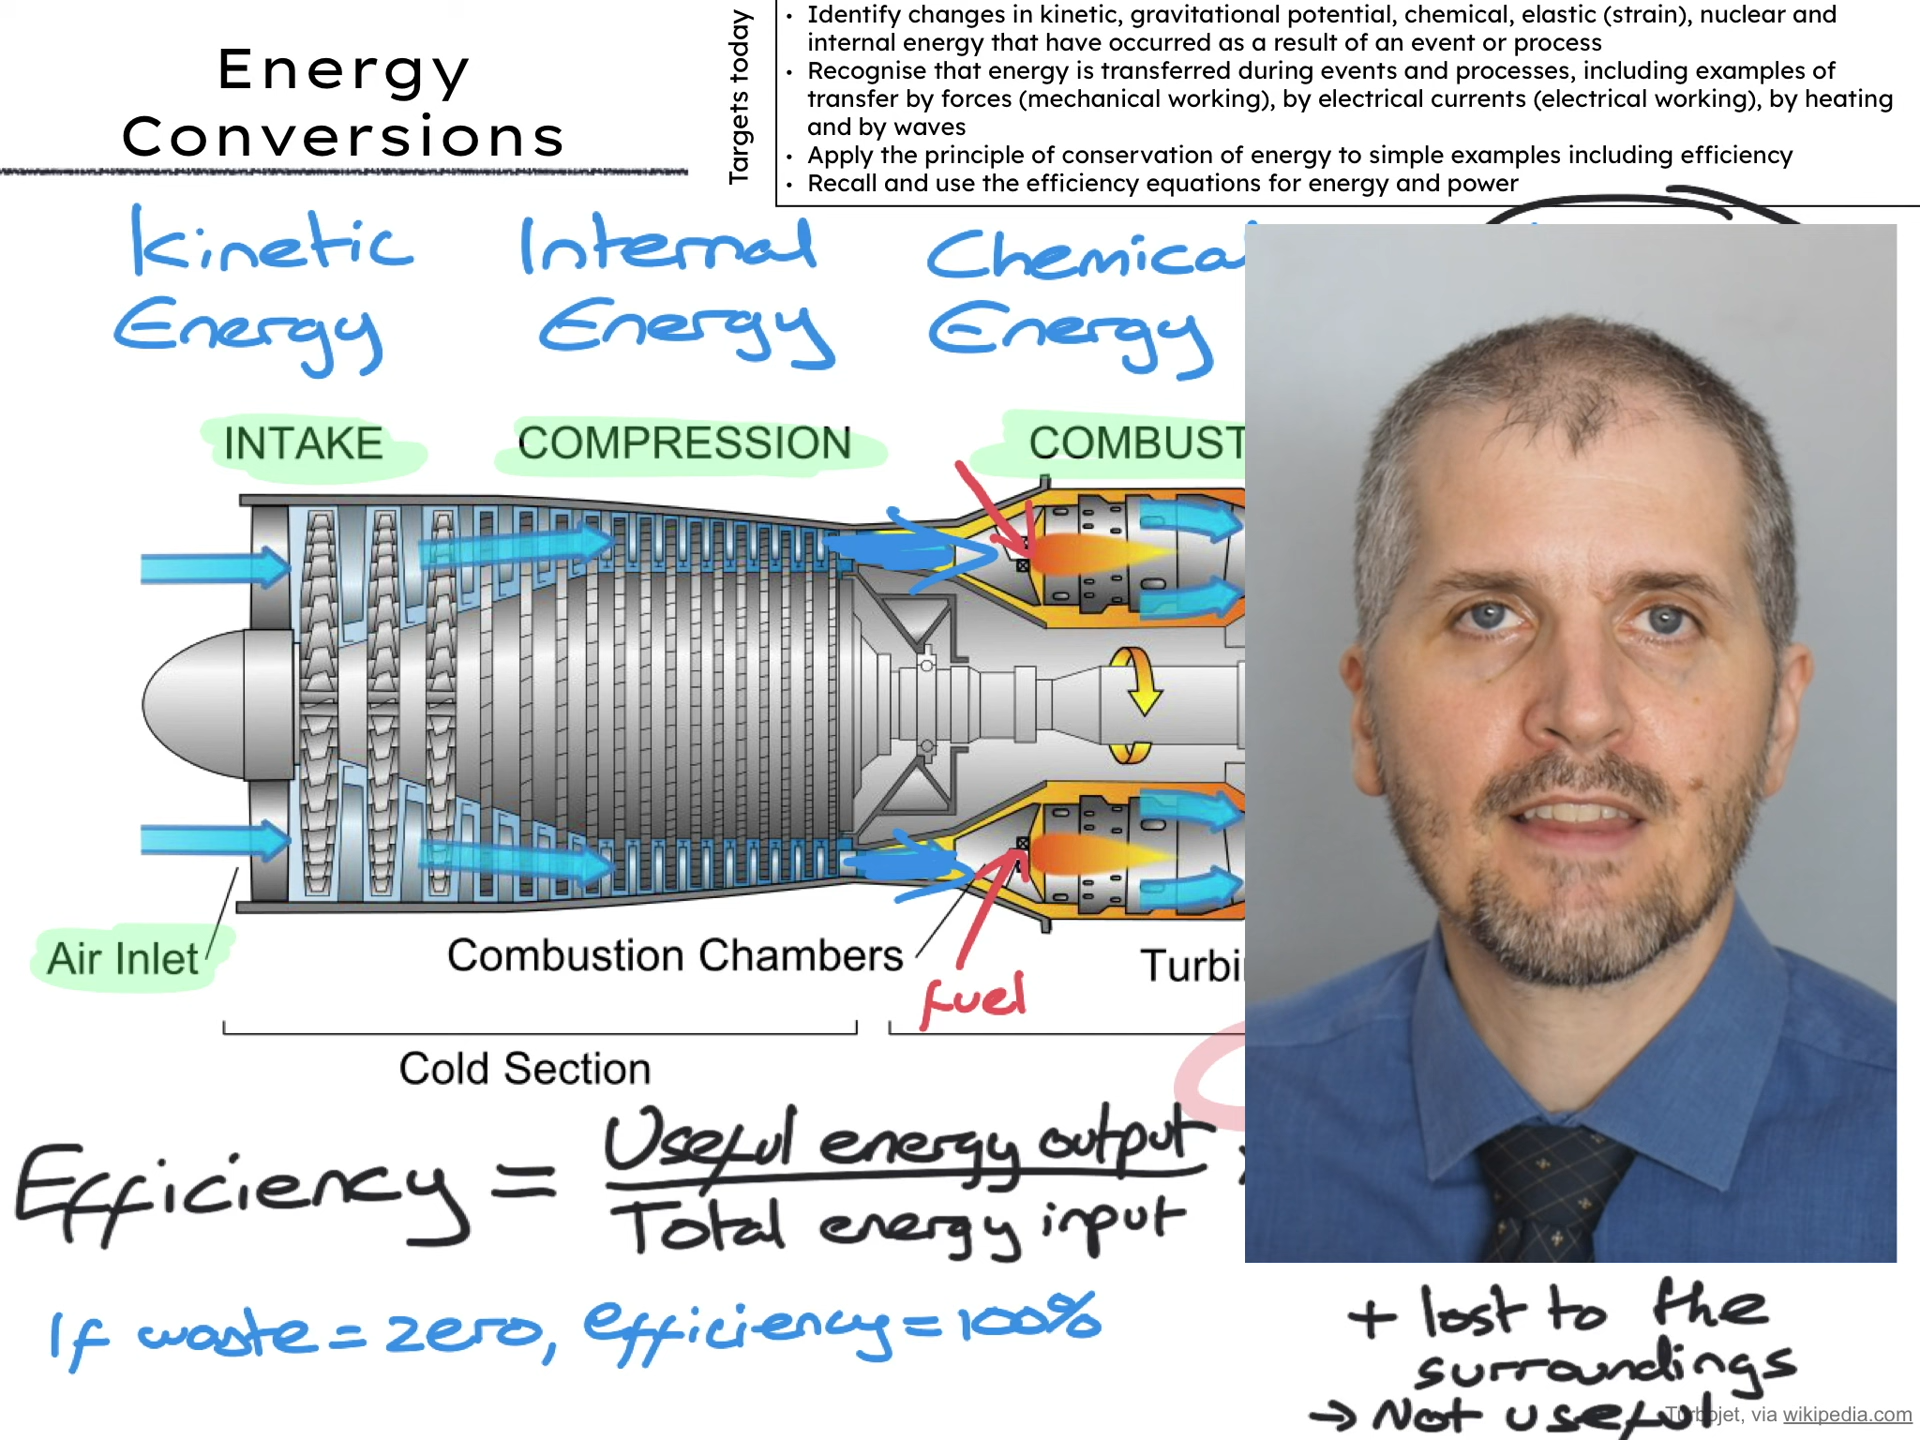 Energy
Conversions
Targets today
• Identify changes in kinetic, gravitational potential, chemical, elastic (strain), nuclear and
internal energy that have occurred as a result of an event or process
• Recognise that energy is transferred during events and processes, including examples of
transfer by forces (mechanical working), by electrical currents (electrical working), by heating
and by waves
• Apply the principle of conservation of energy to simple examples including efficiency
• Recall and use the efficiency equations for energy and power
Kinetic
Energy
Internal
Energy
Chemical
Energy
INTAKE
COMPRESSION
COMBUST
Air Inlet
Combustion Chambers
Turbi
fuel
Cold Section
Efficiency = Useful energy output
Total energy input
If waste = zero, efficiency = 100%
+ lost to the
surroundings
→ Not useful
Turbojet, via wikipedia.com